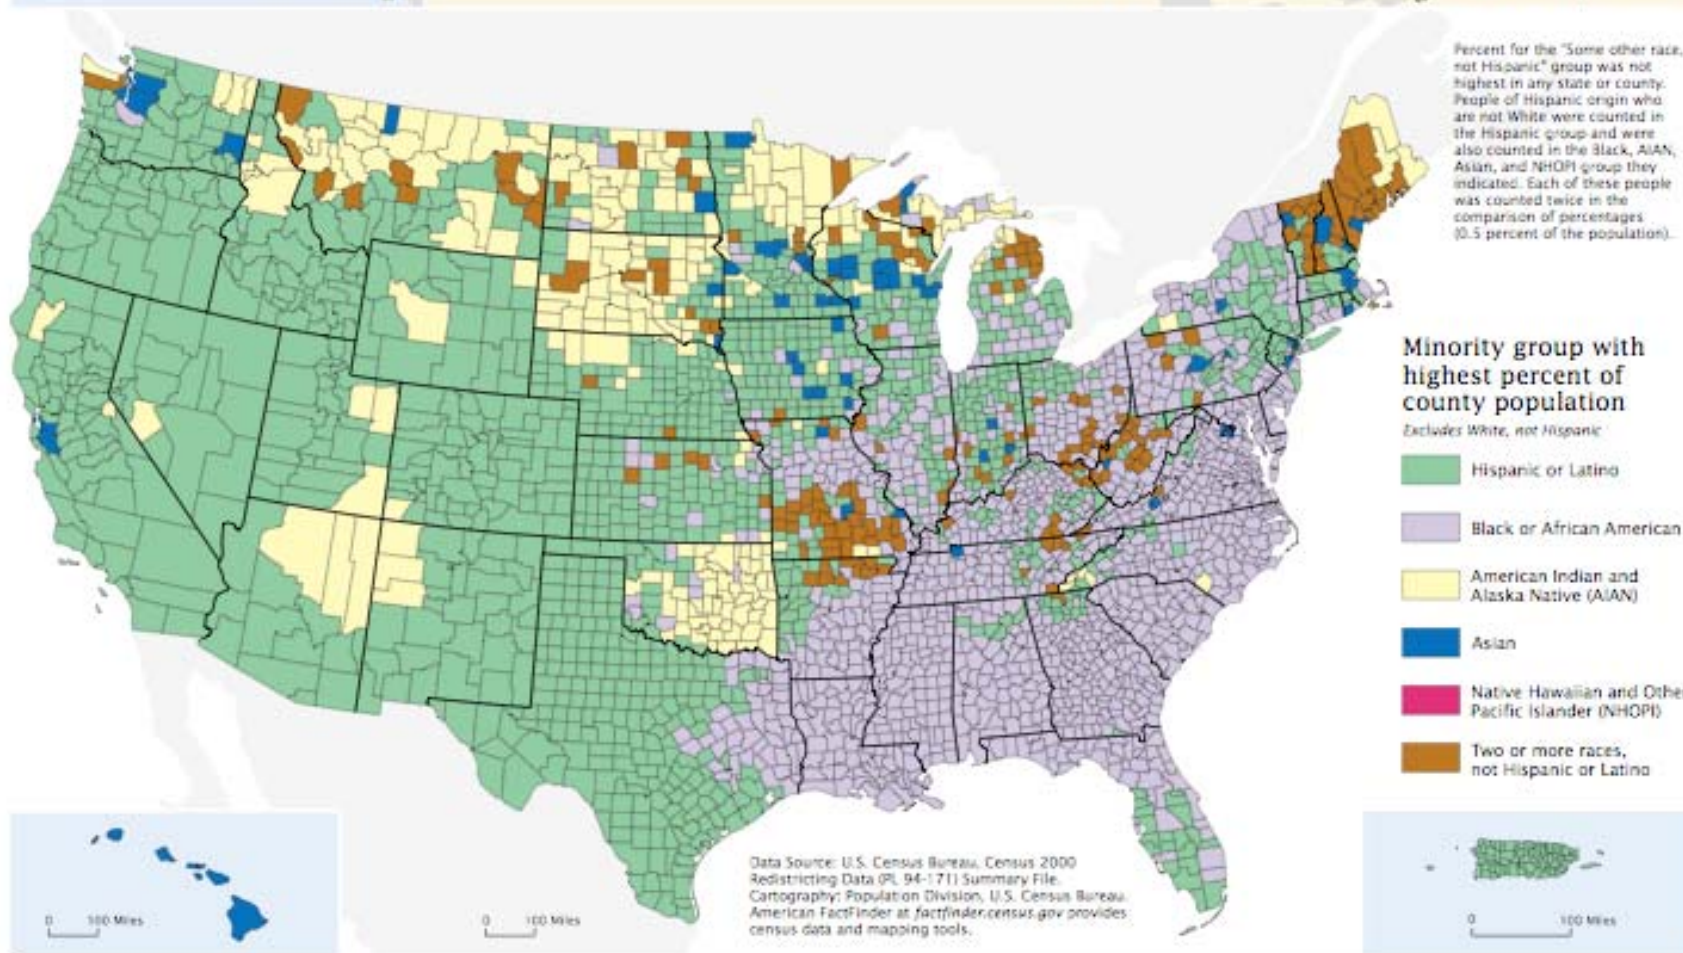 Percent for the "Some other race,
not Hispanic" group was not
highest in any state or county.
People of Hispanic origin who
are not White were counted in
the Hispanic group and were
also counted in the Black, AIAN,
Asian, and NHOPI group they
indicated. Each of these people
was counted twice in the
comparison of percentages
(0.5 percent of the population).
Minority group with
highest percent of
county population
Excludes White, not Hispanic
Hispanic or Latino
Black or African American
American Indian and
Alaska Native (AIAN)
Asian
Native Hawaiian and Othe
Pacific Islander (NHOPI)
Two or more races,
not Hispanic or Latino
Data Source: U.S. Census Bureau, Census 2000
Redistricting Data (PL 94-171) Summary File.
Cartography: Population Division, U.S. Census Bureau.
American FactFinder at factfinder.census.gov provides
census data and mapping tools.
0 100 Miles
0 100 Miles
0 100 Miles